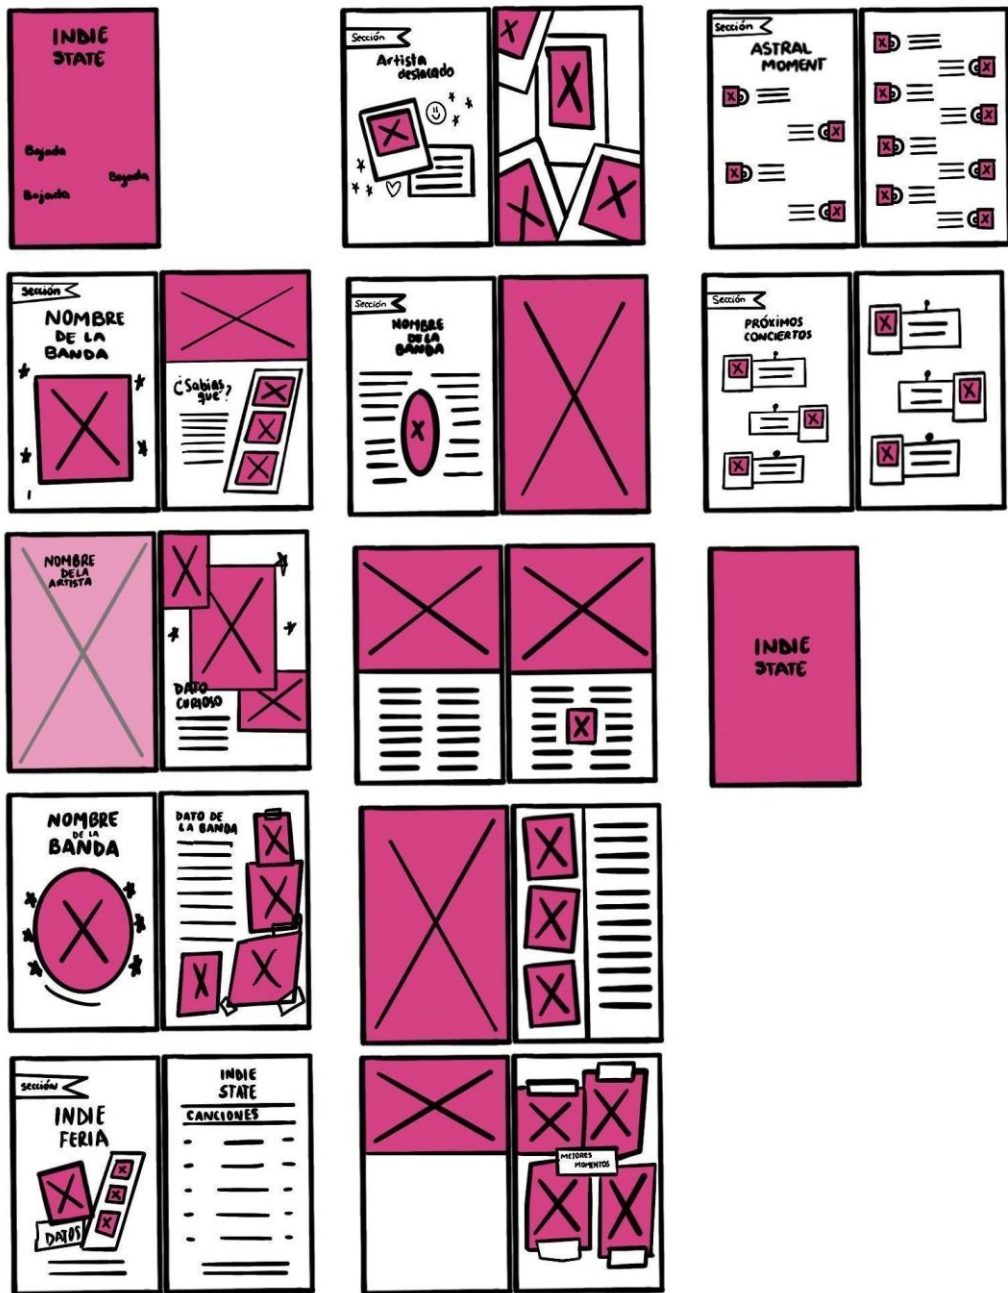 INDIE
STATE
Bajada
Bajada
Bajada
Sección
NOMBRE
DE LA
BANDA
¿Sabías
que?
NOMBRE
DE LA
ARTISTA
DATO
CURIOSO
NOMBRE
DE LA
BANDA
DATO DE
LA BANDA
Sección
INDIE
FERIA
DATOS
INDIE
STATE
CANCIONES
Sección
Artista
destacado
Sección
NOMBRE
DE LA
BANDA
MEJORES
MOMENTOS
Sección
ASTRAL
MOMENT
Sección
PRÓXIMOS
CONCIERTOS
INDIE
STATE